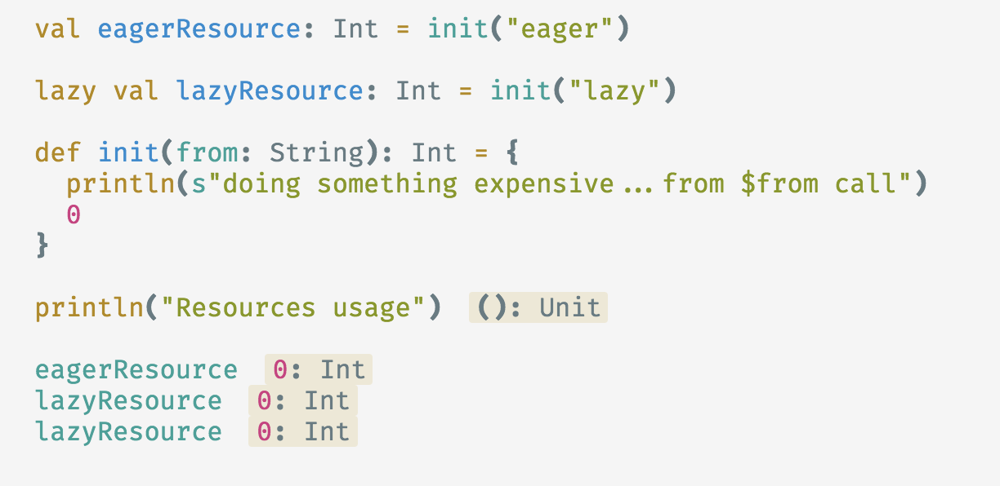 val eagerResource: Int = init("eager")
lazy val lazyResource: Int = init("lazy")
def init(from: String): Int = {
  println(s"doing something expensive...from $from call")
  0
}
println("Resources usage") (): Unit
eagerResource 0: Int
lazyResource 0: Int
lazyResource 0: Int